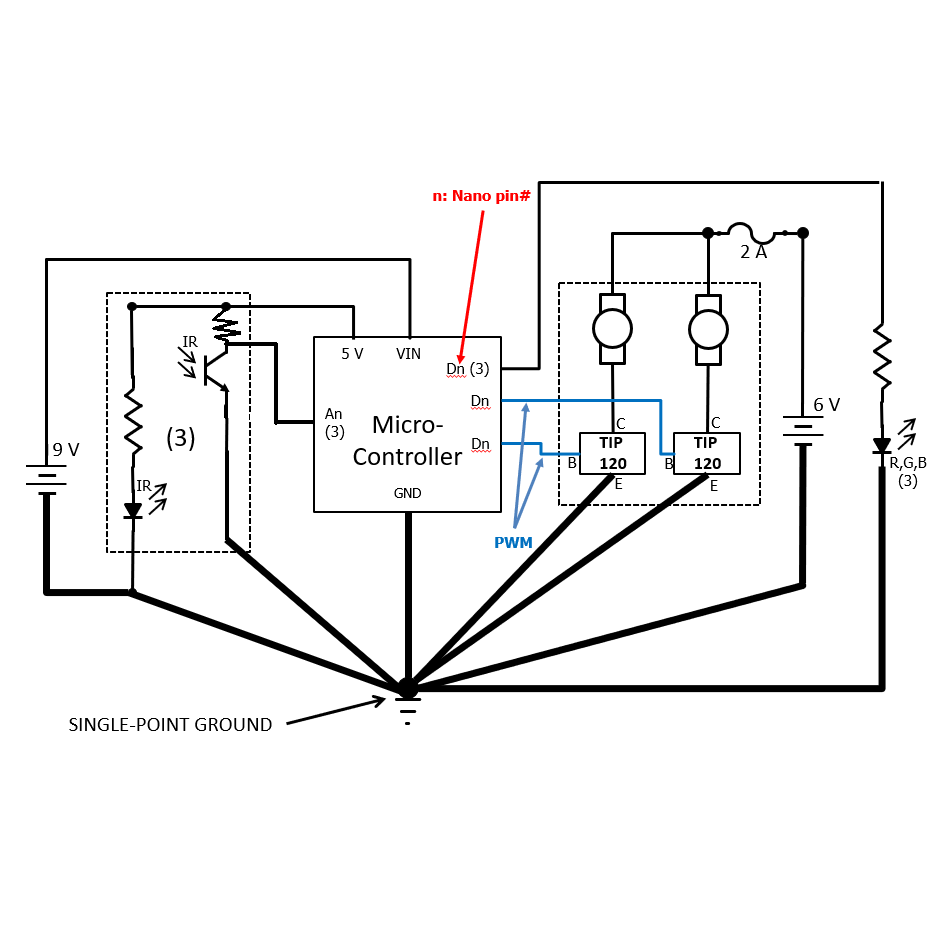 n: Nano pin#
2 A
IR
5 V
VIN
Dn (3)
An
(3)
Dn
Micro-
Controller
Dn
GND
(3)
9 V
IR
C
C
TIP
120
TIP
120
B
B
E
E
6 V
R,G,B
(3)
PWM
SINGLE-POINT GROUND